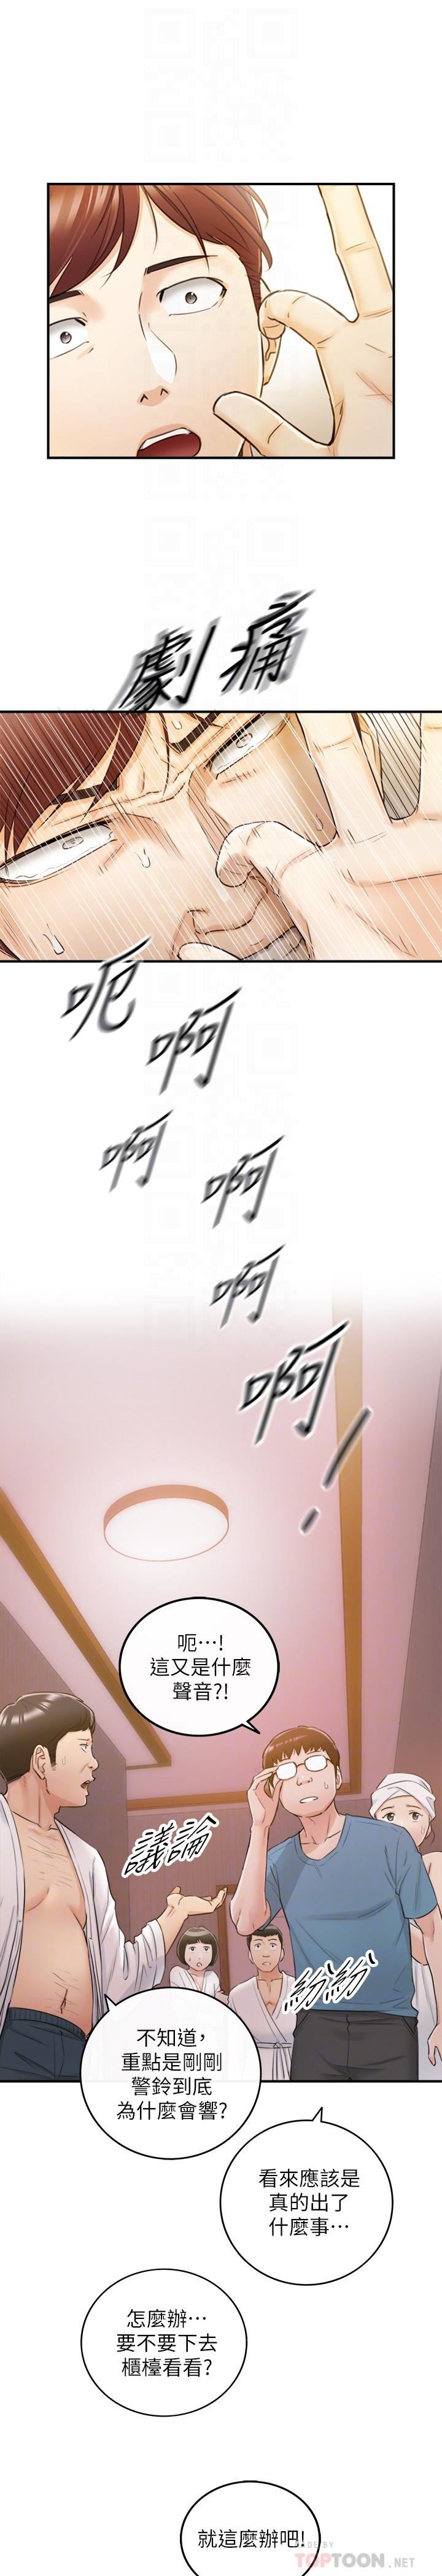 劇痛
呃
啊
啊
啊
啊
啊!
呃…!
這又是什麼
聲音?!
議論
紛紛
不知道,
重點是剛剛
警鈴到底
為什麼會響?
看來應該是
真的出了
什麼事…
怎麼辦…
要不要下去
櫃檯看看?
就這麼辦吧!
MADE BY
TOPTOON.NET